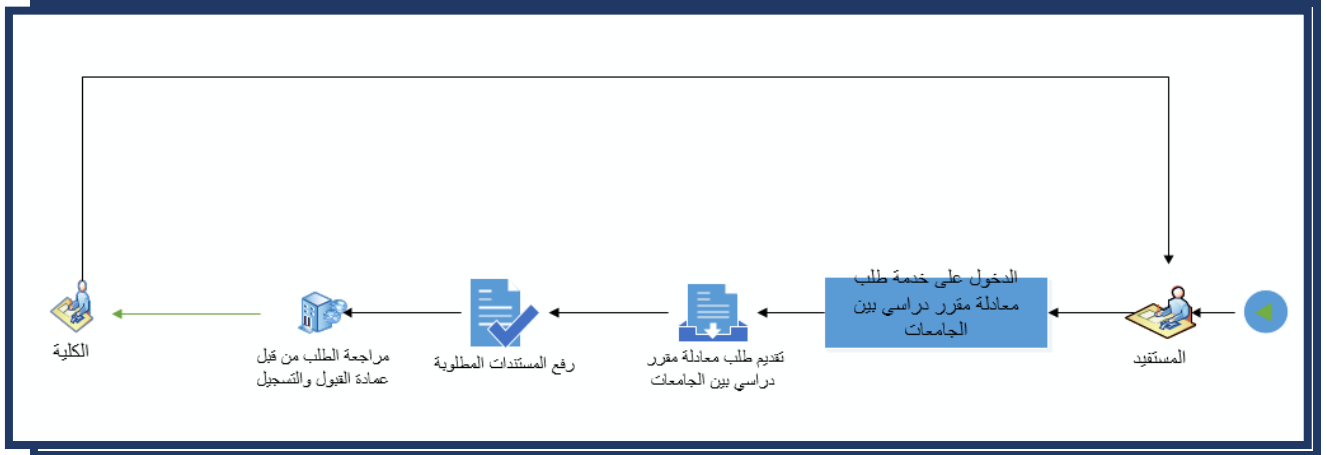 المستفيد
الدخول على خدمة طلب
معادلة مقرر دراسي بين
الجامعات
تقديم طلب معادلة مقرر
دراسي بين الجامعات
رفع المستندات المطلوبة
مراجعة الطلب من قبل
عمادة القبول والتسجيل
الكلية